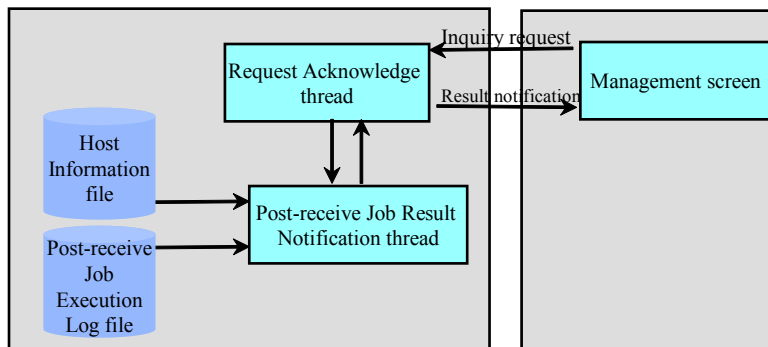 Inquiry request
Request Acknowledge
thread
Result notification
Management screen
Host
Information
file
Post-receive Job Result
Notification thread
Post-receive
Job
Execution
Log file